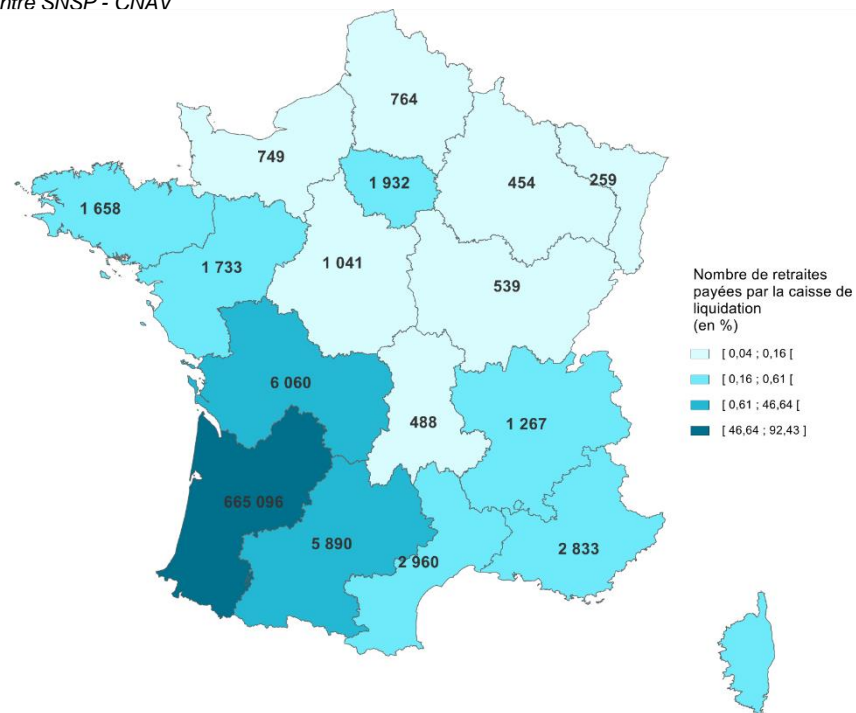 ntre SNSP - CNAV
764
749
1 932
454
259
1 658
1 733
1 041
539
6 060
488
1 267
665 096
5 890
2 960
2 833
Nombre de retraites
payées par la caisse de
liquidation
(en %)
[ 0,04 ; 0,16 [
[ 0,16 ; 0,61 [
[ 0,61 ; 46,64 [
[ 46,64 ; 92,43 ]